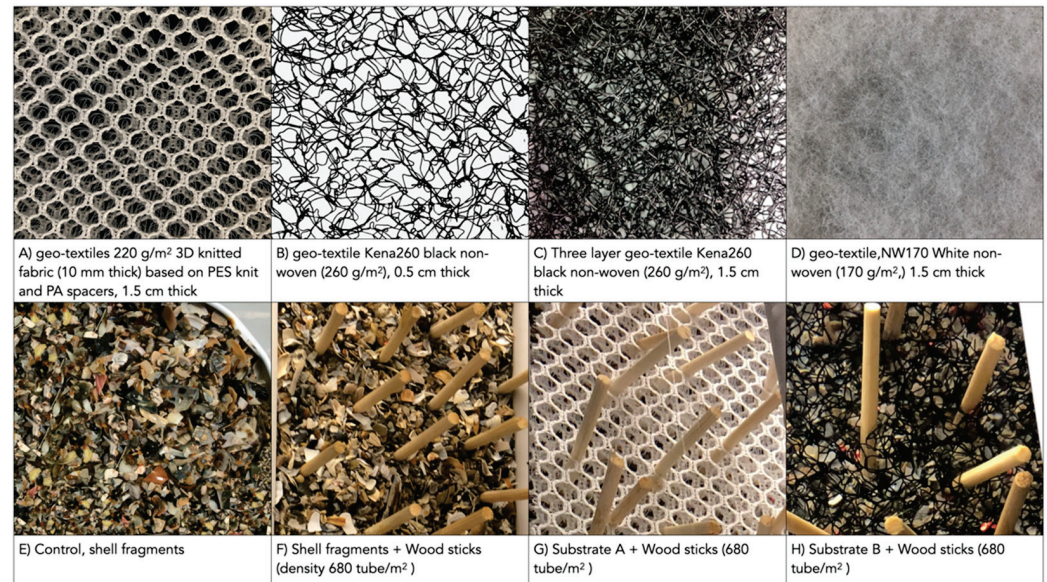 A) geo-textiles 220 g/m² 3D knitted
fabric (10 mm thick) based on PES knit
and PA spacers, 1.5 cm thick
B) geo-textile Kena260 black non-
woven (260 g/m²), 0.5 cm thick
C) Three layer geo-textile Kena260
black non-woven (260 g/m²), 1.5 cm
thick
D) geo-textile,NW170 White non-
woven (170 g/m²,) 1.5 cm thick
E) Control, shell fragments
F) Shell fragments + Wood sticks
(density 680 tube/m² )
G) Substrate A + Wood sticks (680
tube/m² )
H) Substrate B + Wood sticks (680
tube/m² )